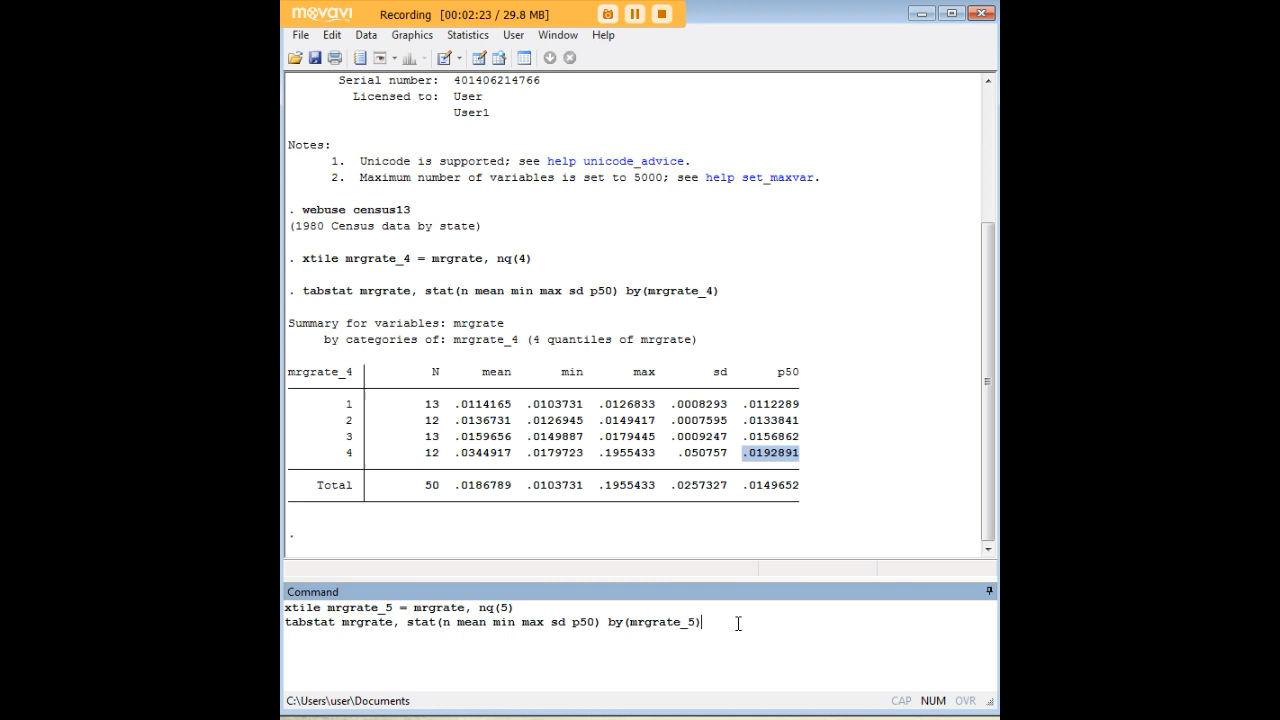 movavi Recording [00:02:23 / 29.8 MB]
File Edit Data Graphics Statistics User Window Help
Serial number: 401406214766
Licensed to: User
User1
Notes:
1. Unicode is supported; see help unicode_advice.
2. Maximum number of variables is set to 5000; see help set_maxvar.
. webuse census13
(1980 Census data by state)
. xtile mrgrate_4 = mrgrate, nq(4)
. tabstat mrgrate, stat(n mean min max sd p50) by(mrgrate_4)
Summary for variables: mrgrate
by categories of: mrgrate_4 (4 quantiles of mrgrate)
mrgrate_4 N mean min max sd p50
1 13 .0114165 .0103731 .0126833 .0008293 .0112289
2 12 .0136731 .0126945 .0149417 .0007595 .0133841
3 13 .0159656 .0149887 .0179445 .0009247 .0156862
4 12 .0344917 .0179723 .1955433 .050757 .0192891
Total 50 .0186789 .0103731 .1955433 .0257327 .0149652
.
Command
xtile mrgrate_5 = mrgrate, nq(5)
tabstat mrgrate, stat(n mean min max sd p50) by(mrgrate_5)
C:\Users\user\Documents CAP NUM OVR